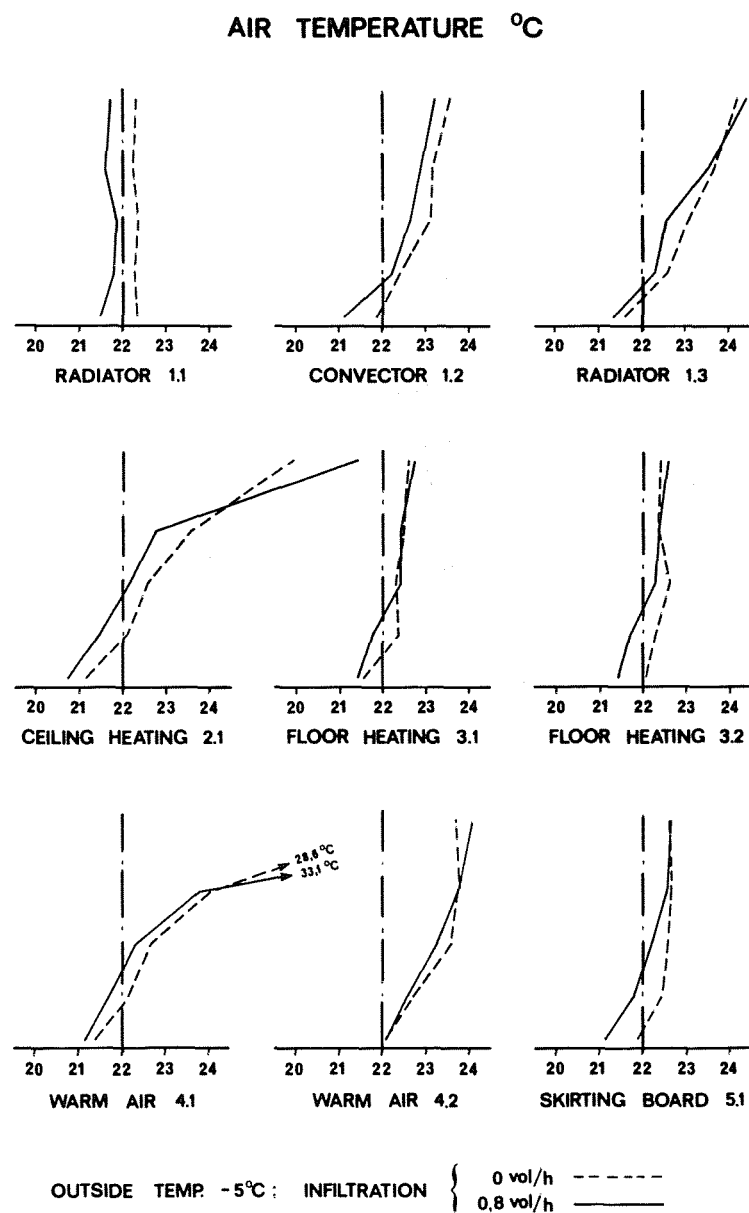 AIR TEMPERATURE °C
20 21 22 23 24
RADIATOR 1.1
20 21 22 23 24
CONVECTOR 1.2
20 21 22 23 24
RADIATOR 1.3
20 21 22 23 24
CEILING HEATING 2.1
20 21 22 23 24
FLOOR HEATING 3.1
20 21 22 23 24
FLOOR HEATING 3.2
28,6 °C
33,1 °C
20 21 22 23 24
WARM AIR 4.1
20 21 22 23 24
WARM AIR 4.2
20 21 22 23 24
SKIRTING BOARD 5.1
OUTSIDE TEMP. -5°C ; INFILTRATION { 0 vol/h
0,8 vol/h